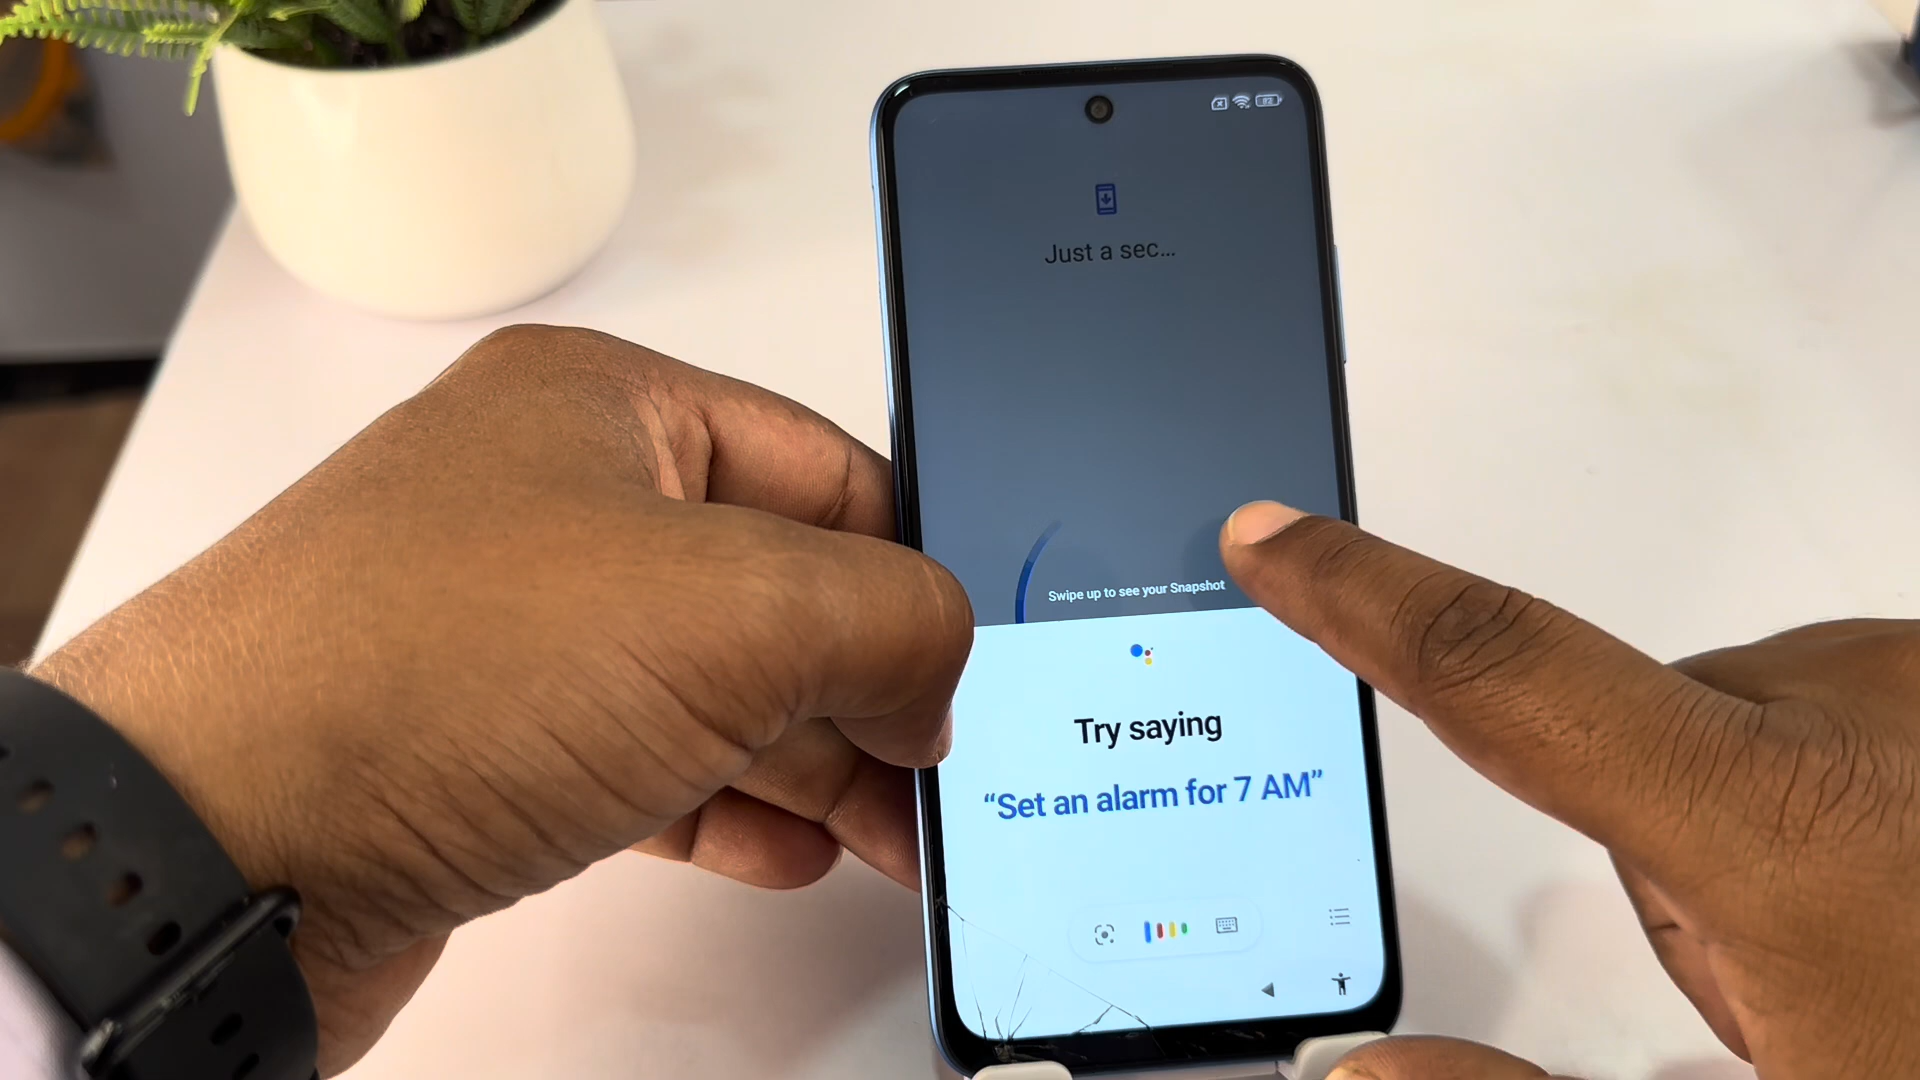 Just a sec...
Swipe up to see your Snapshot
Try saying
“Set an alarm for 7 AM”